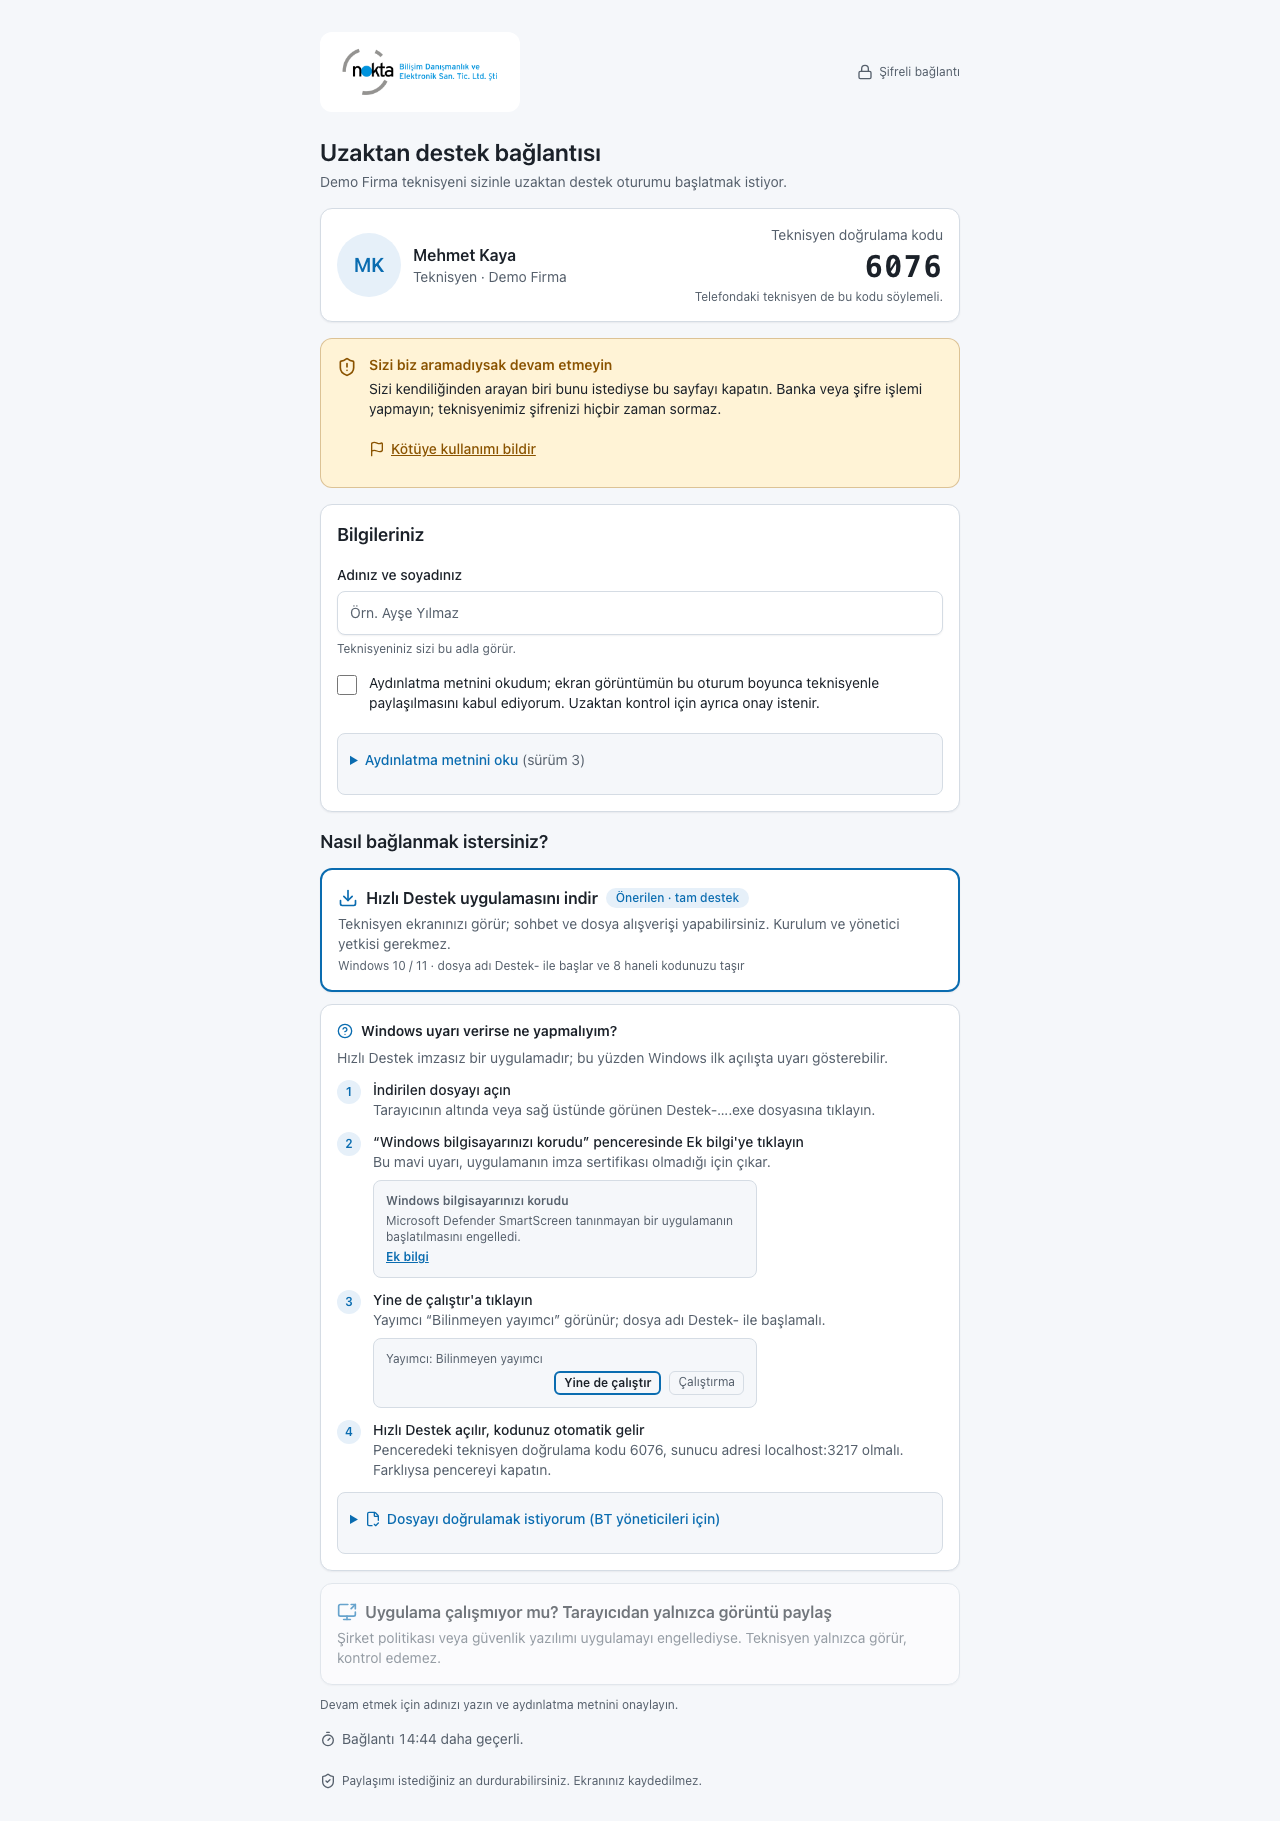 nokta Bilişim Danışmanlık ve
Elektronik San. Tic. Ltd. Şti
Şifreli bağlantı
Uzaktan destek bağlantısı
Demo Firma teknisyeni sizinle uzaktan destek oturumu başlatmak istiyor.
MK
Mehmet Kaya
Teknisyen · Demo Firma
Teknisyen doğrulama kodu
6076
Telefondaki teknisyen de bu kodu söylemeli.
Sizi biz aramadıysak devam etmeyin
Sizi kendiliğinden arayan biri bunu istediyse bu sayfayı kapatın. Banka veya şifre işlemi
yapmayın; teknisyenimiz şifrenizi hiçbir zaman sormaz.
Kötüye kullanımı bildir
Bilgileriniz
Adınız ve soyadınız
Örn. Ayşe Yılmaz
Teknisyeniniz sizi bu adla görür.
Aydınlatma metnini okudum; ekran görüntümün bu oturum boyunca teknisyenle
paylaşılmasını kabul ediyorum. Uzaktan kontrol için ayrıca onay istenir.
Aydınlatma metnini oku (sürüm 3)
Nasıl bağlanmak istersiniz?
Hızlı Destek uygulamasını indir Önerilen · tam destek
Teknisyen ekranınızı görür; sohbet ve dosya alışverişi yapabilirsiniz. Kurulum ve yönetici
yetkisi gerekmez.
Windows 10 / 11 · dosya adı Destek- ile başlar ve 8 haneli kodunuzu taşır
Windows uyarı verirse ne yapmalıyım?
Hızlı Destek imzasız bir uygulamadır; bu yüzden Windows ilk açılışta uyarı gösterebilir.
1 İndirilen dosyayı açın
Tarayıcının altında veya sağ üstünde görünen Destek-….exe dosyasına tıklayın.
2 “Windows bilgisayarınızı korudu” penceresinde Ek bilgi'ye tıklayın
Bu mavi uyarı, uygulamanın imza sertifikası olmadığı için çıkar.
Windows bilgisayarınızı korudu
Microsoft Defender SmartScreen tanınmayan bir uygulamanın
başlatılmasını engelledi.
Ek bilgi
3 Yine de çalıştır'a tıklayın
Yayımcı “Bilinmeyen yayımcı” görünür; dosya adı Destek- ile başlamalı.
Yayımcı: Bilinmeyen yayımcı
Yine de çalıştır Çalıştırma
4 Hızlı Destek açılır, kodunuz otomatik gelir
Penceredeki teknisyen doğrulama kodu 6076, sunucu adresi localhost:3217 olmalı.
Farklıysa pencereyi kapatın.
Dosyayı doğrulamak istiyorum (BT yöneticileri için)
Uygulama çalışmıyor mu? Tarayıcıdan yalnızca görüntü paylaş
Şirket politikası veya güvenlik yazılımı uygulamayı engellediyse. Teknisyen yalnızca görür,
kontrol edemez.
Devam etmek için adınızı yazın ve aydınlatma metnini onaylayın.
Bağlantı 14:44 daha geçerli.
Paylaşımı istediğiniz an durdurabilirsiniz. Ekranınız kaydedilmez.